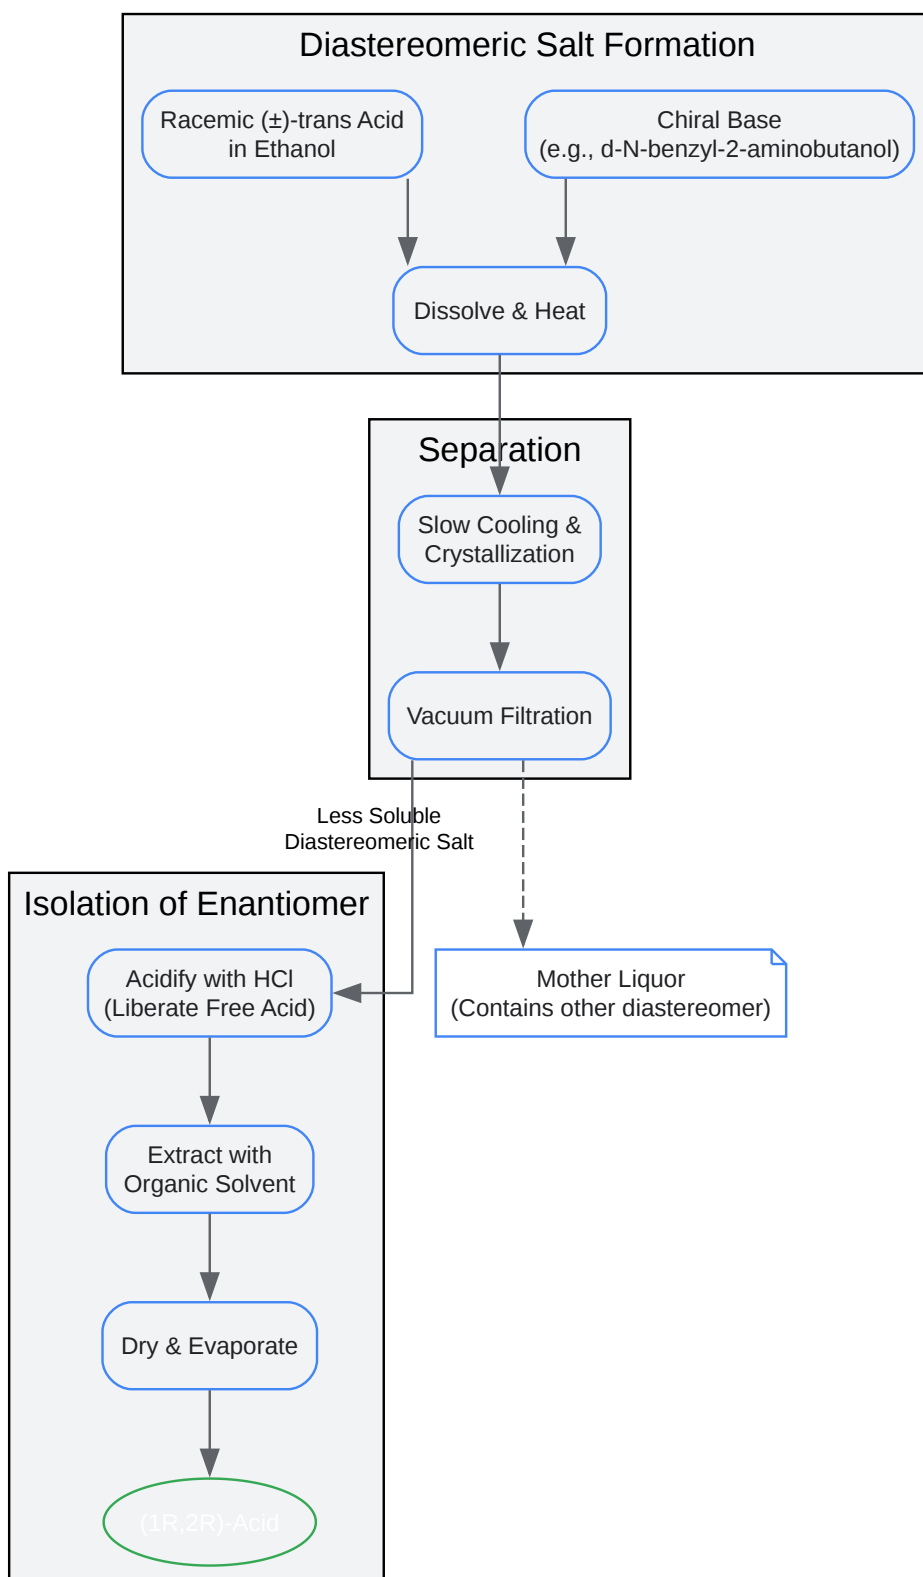 Diastereomeric Salt Formation
Racemic (±)-trans Acid
in Ethanol
Chiral Base
(e.g., d-N-benzyl-2-aminobutanol)
Dissolve & Heat
Separation
Slow Cooling &
Crystallization
Vacuum Filtration
Less Soluble
Diastereomeric Salt
Isolation of Enantiomer
Acidify with HCl
(Liberate Free Acid)
Mother Liquor
(Contains other diastereomer)
Extract with
Organic Solvent
Dry & Evaporate
(1R,2R)-Acid